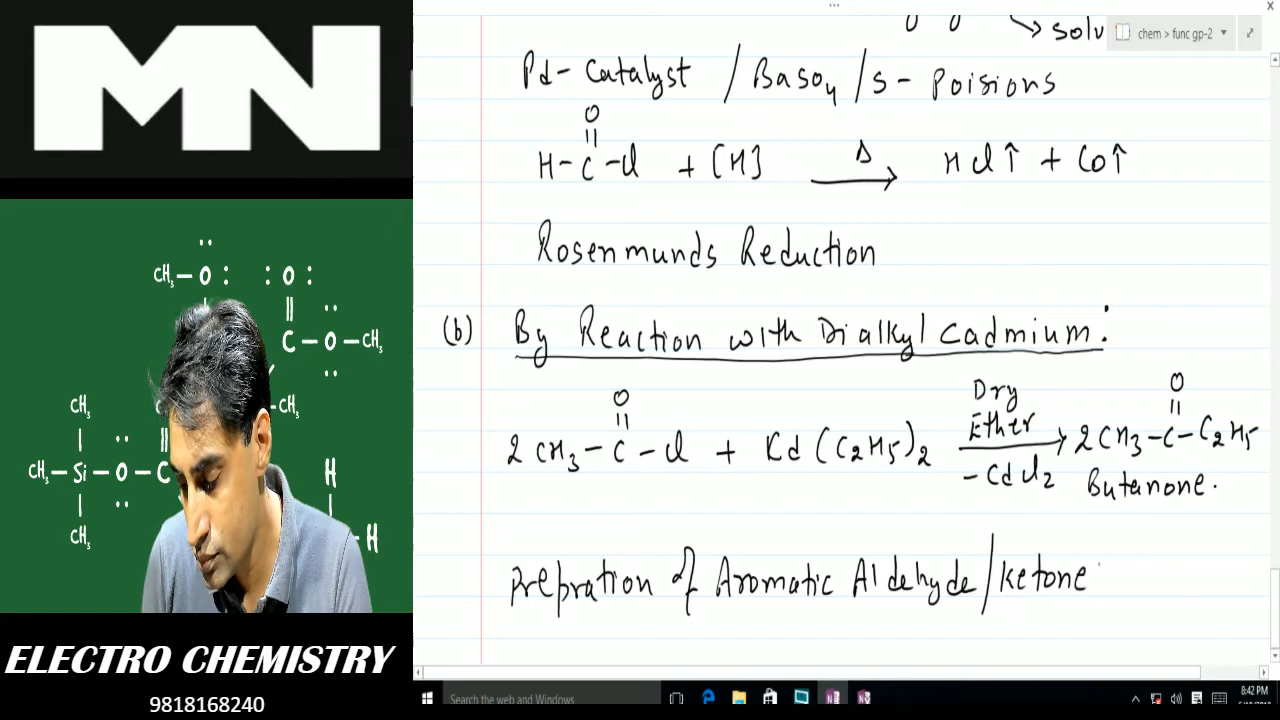 MN
CH₃—O:
:O:
C—O—CH₃
CH₃
CH₃
CH₃—Si—O—C
H
CH₃
H
ELECTRO CHEMISTRY
9818168240
chem > func gp-2
O O → solv
Pd- Catalyst / BaSO4 / S- Poisions
O
||
H-C-Cl + [H] Δ→ HCl↑ + CO↑
Rosenmunds Reduction
(b) By Reaction with Dialkyl Cadmium:
O
||
2CH3-C-Cl + Kd(C2H5)2 Dry Ether → -CdCl2
O
||
2CH3-C-C2H5
Butanone.
Prepration of Aromatic Aldehyde/Ketone
Search the web and Windows
8:42 PM